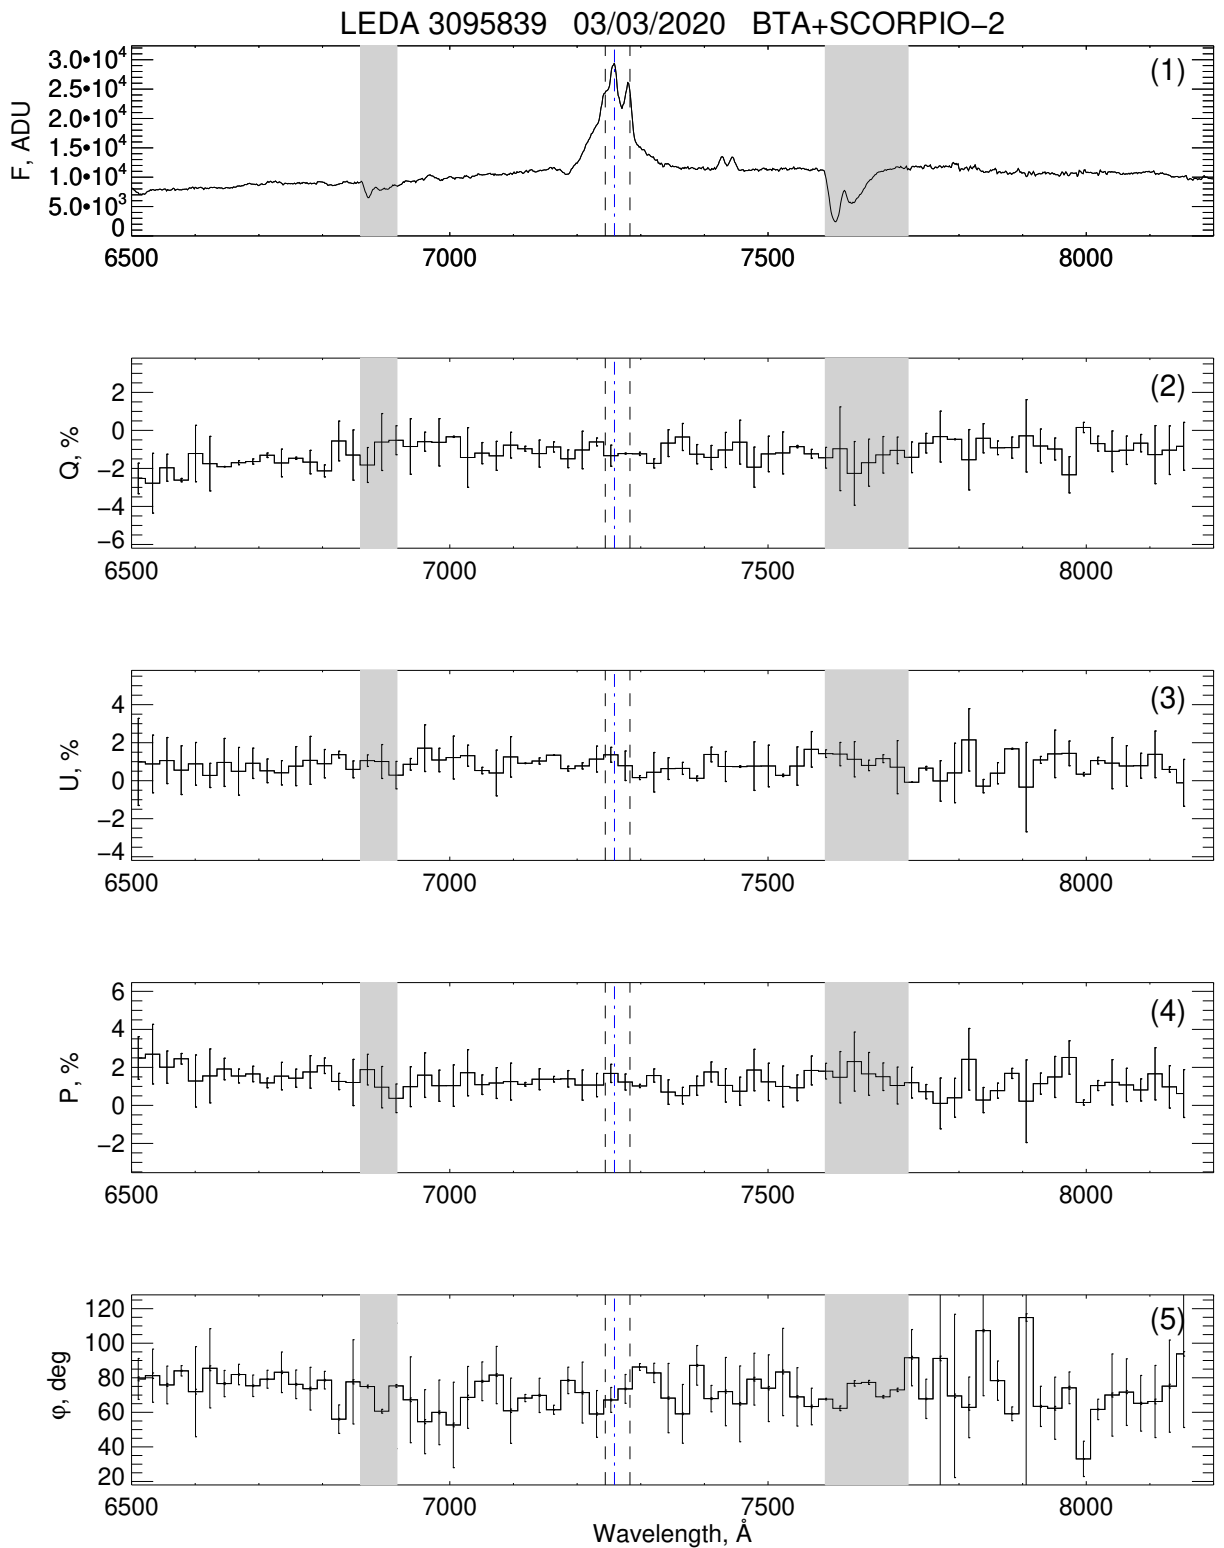 LEDA 3095839 03/03/2020 BTA+SCORPIO−2
(1)
F, ADU
3.0•10⁴
2.5•10⁴
2.0•10⁴
1.5•10⁴
1.0•10⁴
5.0•10³
0
6500 7000 7500 8000
(2)
Q, %
2
0
−2
−4
−6
6500 7000 7500 8000
(3)
U, %
4
2
0
−2
−4
6500 7000 7500 8000
(4)
P, %
6
4
2
0
−2
6500 7000 7500 8000
(5)
φ, deg
120
100
80
60
40
20
6500 7000 7500 8000
Wavelength, Å